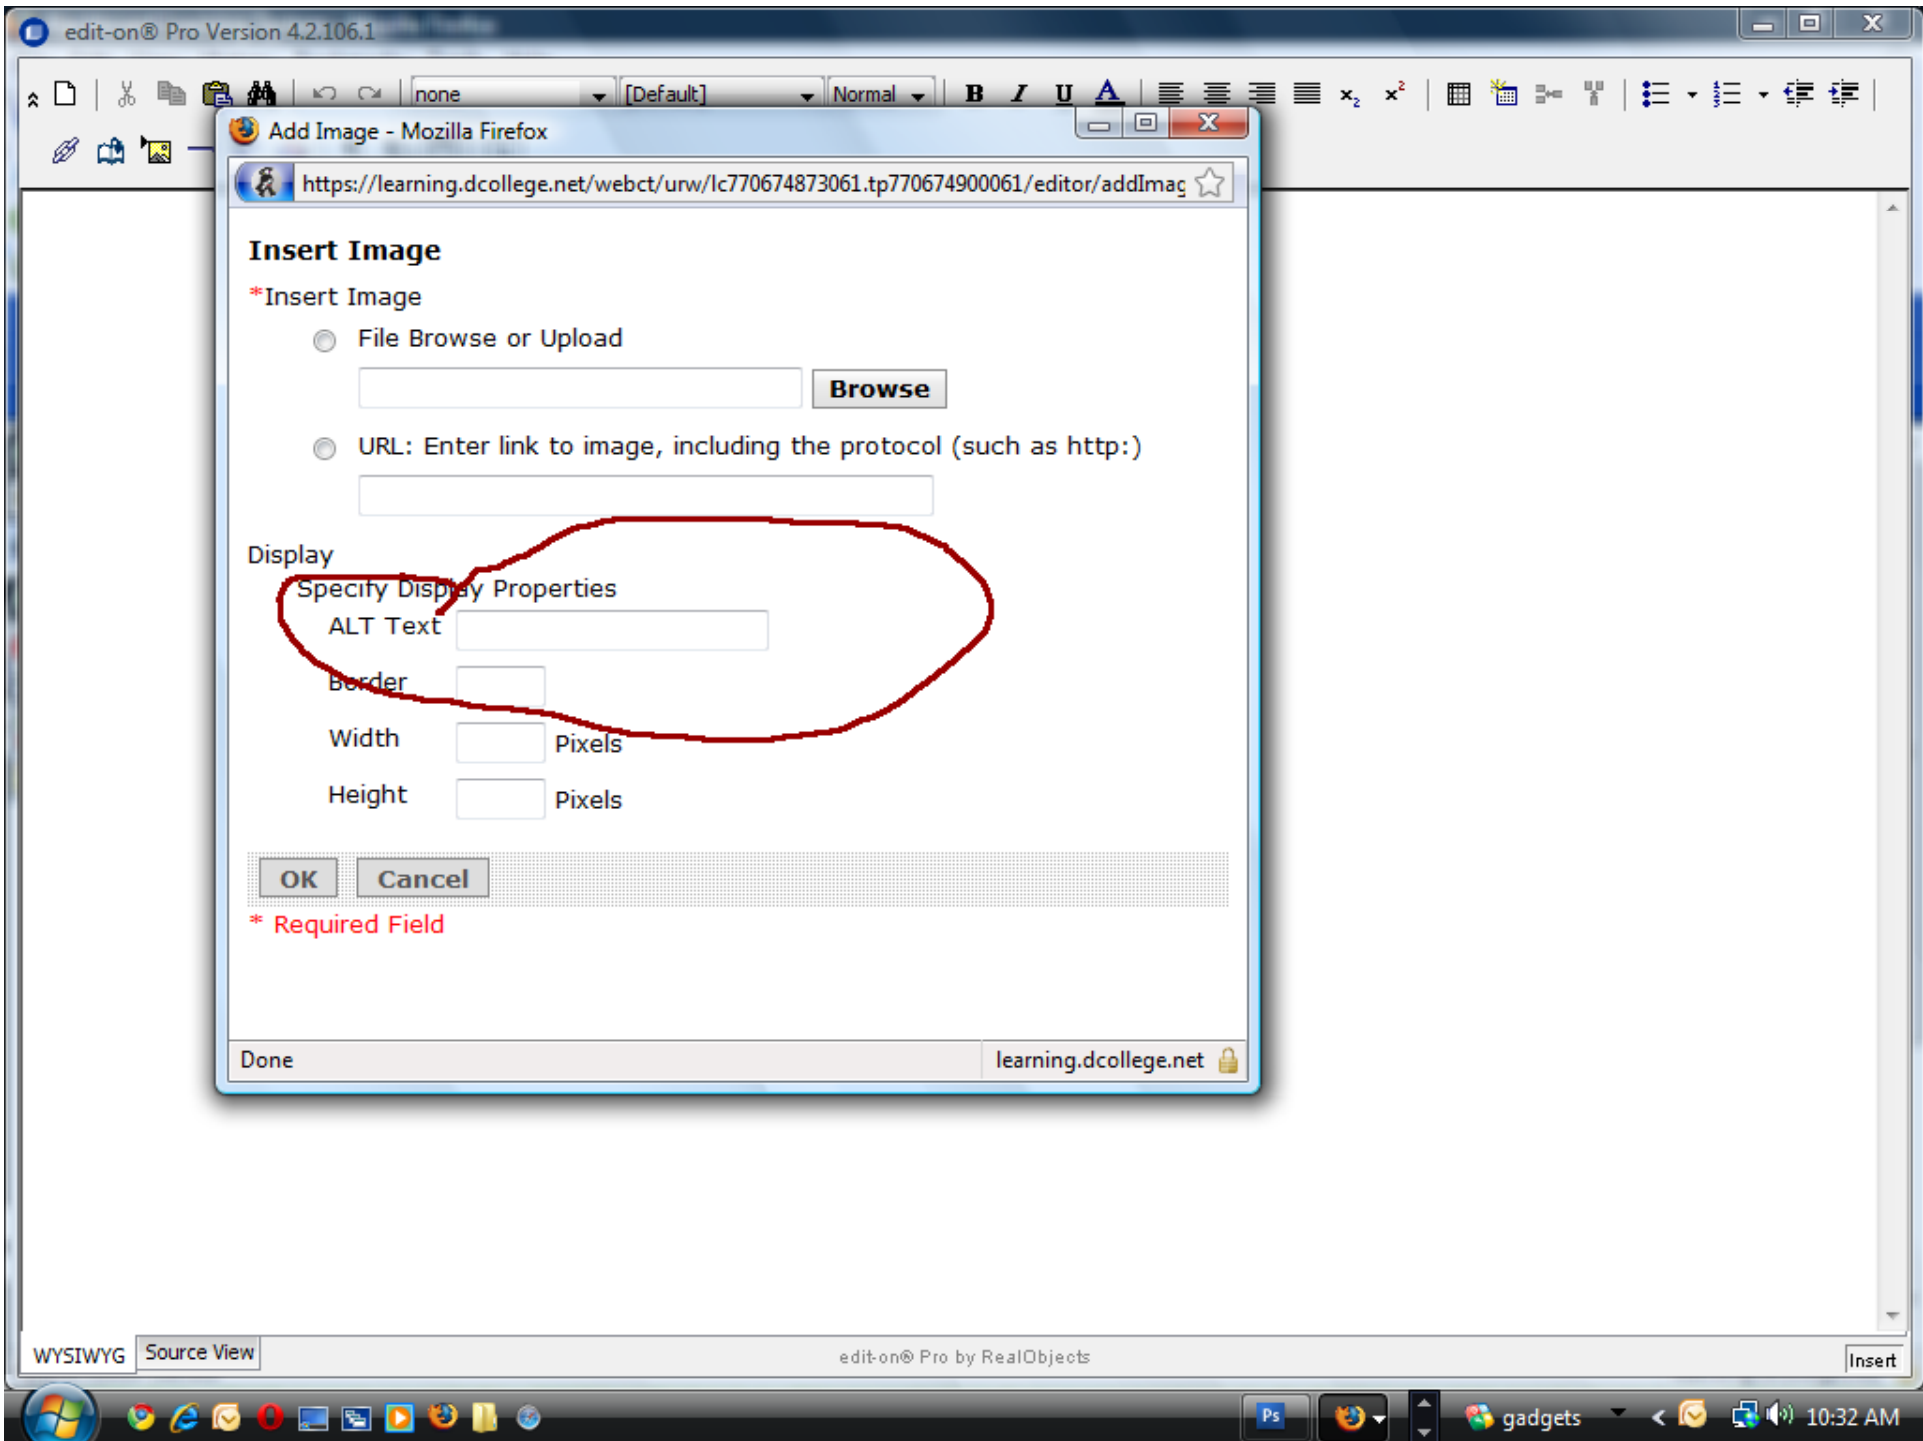 edit-on® Pro Version 4.2.106.1
none [Default] Normal B I U A x₂ x²
Add Image - Mozilla Firefox
https://learning.dcollege.net/webct/urw/lc770674873061.tp770674900061/editor/addImag
Insert Image
*Insert Image
File Browse or Upload
Browse
URL: Enter link to image, including the protocol (such as http:)
Display
Specify Display Properties
ALT Text
Border
Width Pixels
Height Pixels
OK Cancel
* Required Field
Done learning.dcollege.net
WYSIWYG Source View edit-on® Pro by RealObjects Insert
Ps gadgets < 10:32 AM